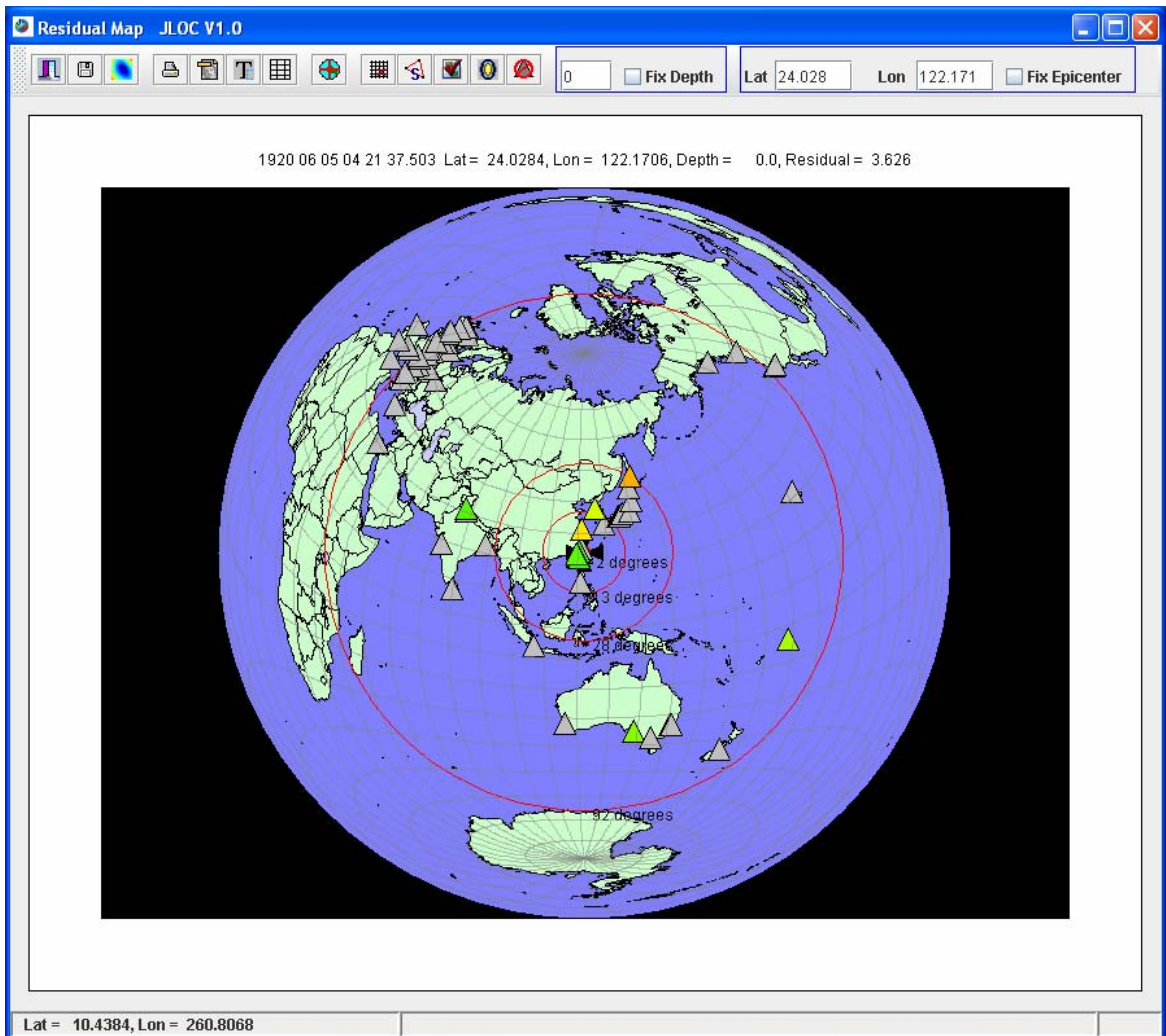 Residual Map JLOC V1.0
0 Fix Depth Lat 24.028 Lon 122.171 Fix Epicenter
1920 06 05 04 21 37.503 Lat = 24.0284, Lon = 122.1706, Depth = 0.0, Residual = 3.626
2 degrees
13 degrees
28 degrees
92 degrees
Lat = 10.4384, Lon = 260.8068